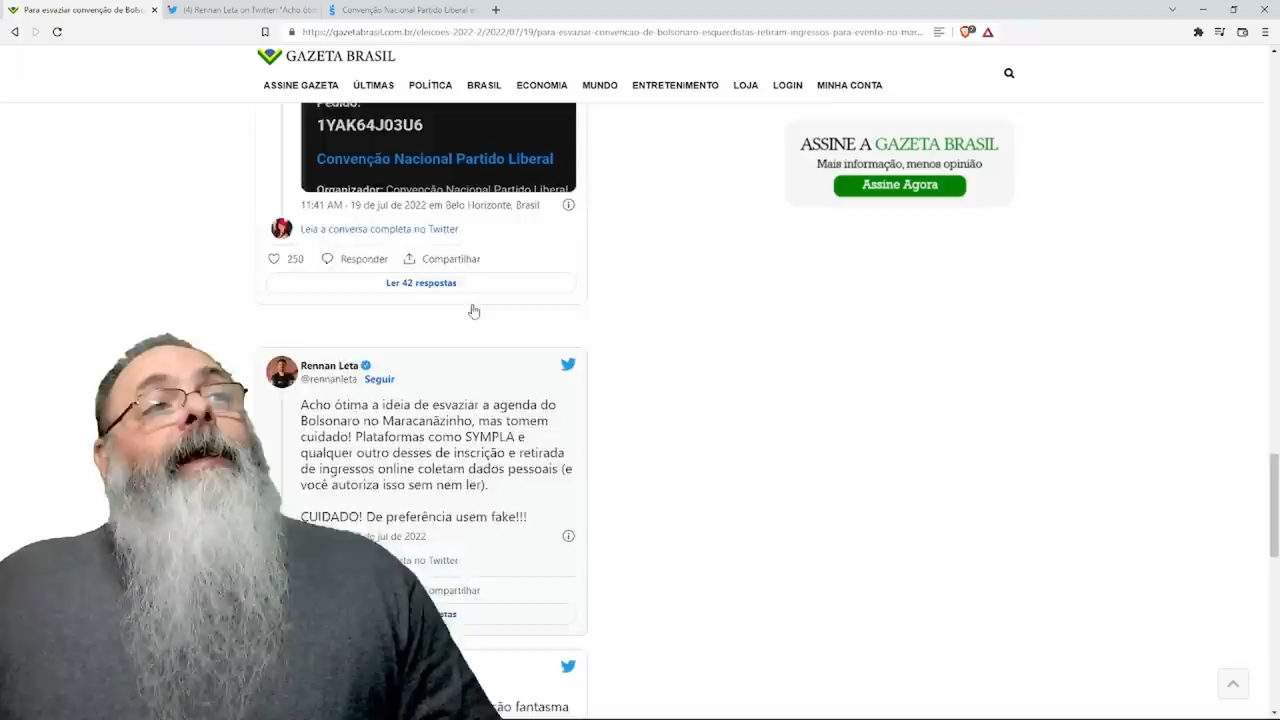 Para esvaziar convenção de Bols
(4) Rennan Leta on Twitter: "Acho óti
Convenção Nacional Partido Liberal e
https://gazetabrasil.com.br/eleicoes-2022-2/2022/07/19/para-esvaziar-convencao-de-bolsonaro-esquerdistas-retiram-ingressos-para-evento-no-mar...
GAZETA BRASIL
ASSINE GAZETA ÚLTIMAS POLÍTICA BRASIL ECONOMIA MUNDO ENTRETENIMENTO LOJA LOGIN MINHA CONTA
Pedido:
1YAK64J03U6
Convenção Nacional Partido Liberal
Organizador: Convenção Nacional Partido Liberal
11:41 AM · 19 de jul de 2022 em Belo Horizonte, Brasil
Leia a conversa completa no Twitter
250 Responder Compartilhar
Ler 42 respostas
ASSINE A GAZETA BRASIL
Mais informação, menos opinião
Assine Agora
Rennan Leta
@rennanleta Seguir
Acho ótima a ideia de esvaziar a agenda do
Bolsonaro no Maracanãzinho, mas tomem
cuidado! Plataformas como SYMPLA e
qualquer outro desses de inscrição e retirada
de ingressos online coletam dados pessoais (e
você autoriza isso sem nem ler).
CUIDADO! De preferência usem fake!!!
de jul de 2022
sta no Twitter
ompartilhar
stas
ão fantasma